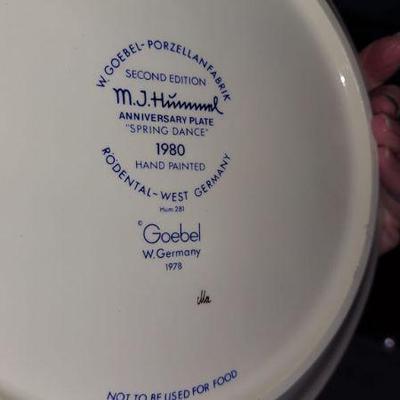 W. GOEBEL-PORZELLANFABRIK
SECOND EDITION
M.J.Hümmel
ANNIVERSARY PLATE
"SPRING DANCE"
1980
HAND PAINTED
RÖDENTAL-WEST GERMANY
Hum 281
© Goebel
W. Germany
1978
NOT TO BE USED FOR FOOD